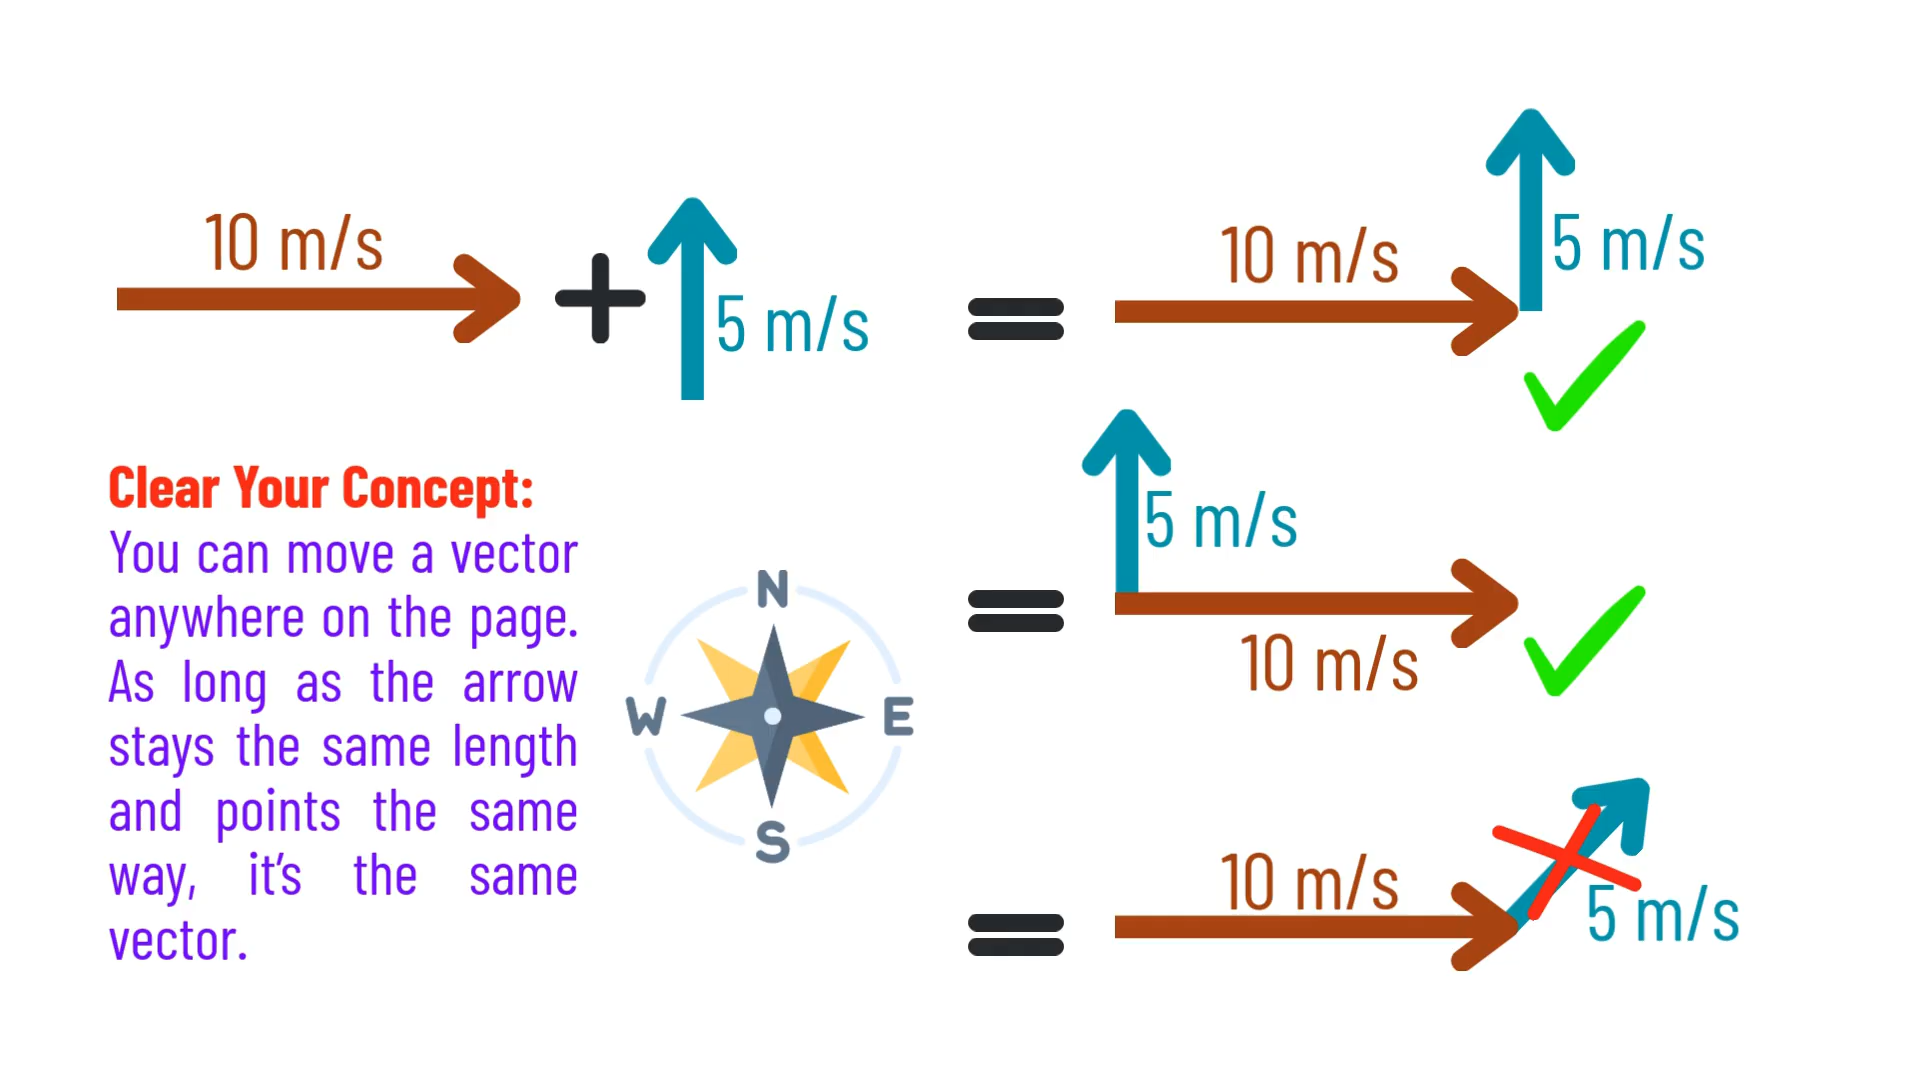 10 m/s
5 m/s
10 m/s
5 m/s
Clear Your Concept:
You can move a vector
anywhere on the page.
As long as the arrow
stays the same length
and points the same
way, it's the same
vector.
N
W
E
S
5 m/s
10 m/s
10 m/s
5 m/s